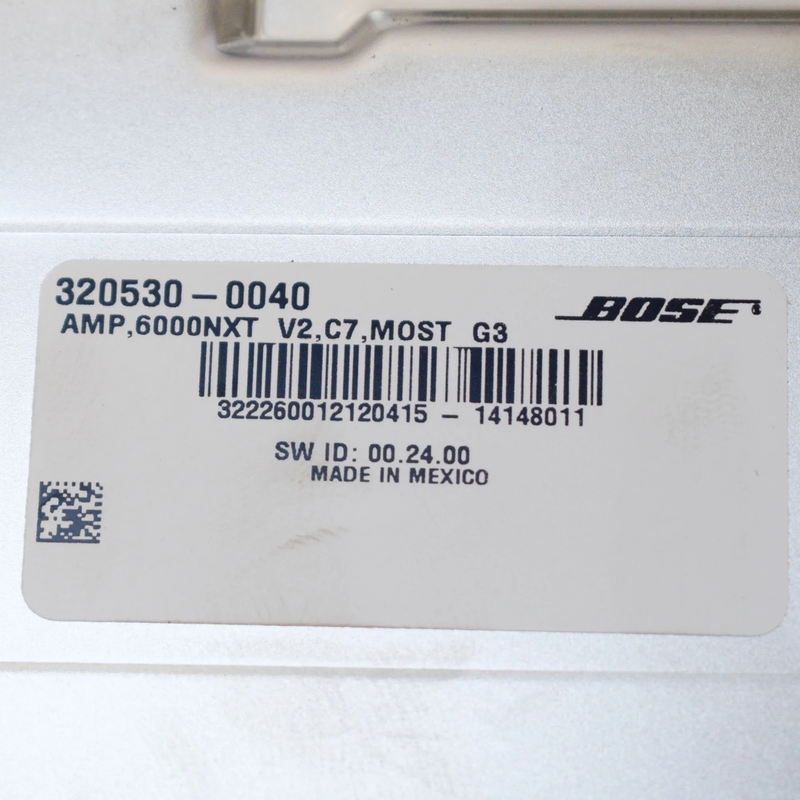 320530-0040
BOSE
AMP,6000NXT V2,C7,MOST G3
322260012120415 - 14148011
SW ID: 00.24.00
MADE IN MEXICO